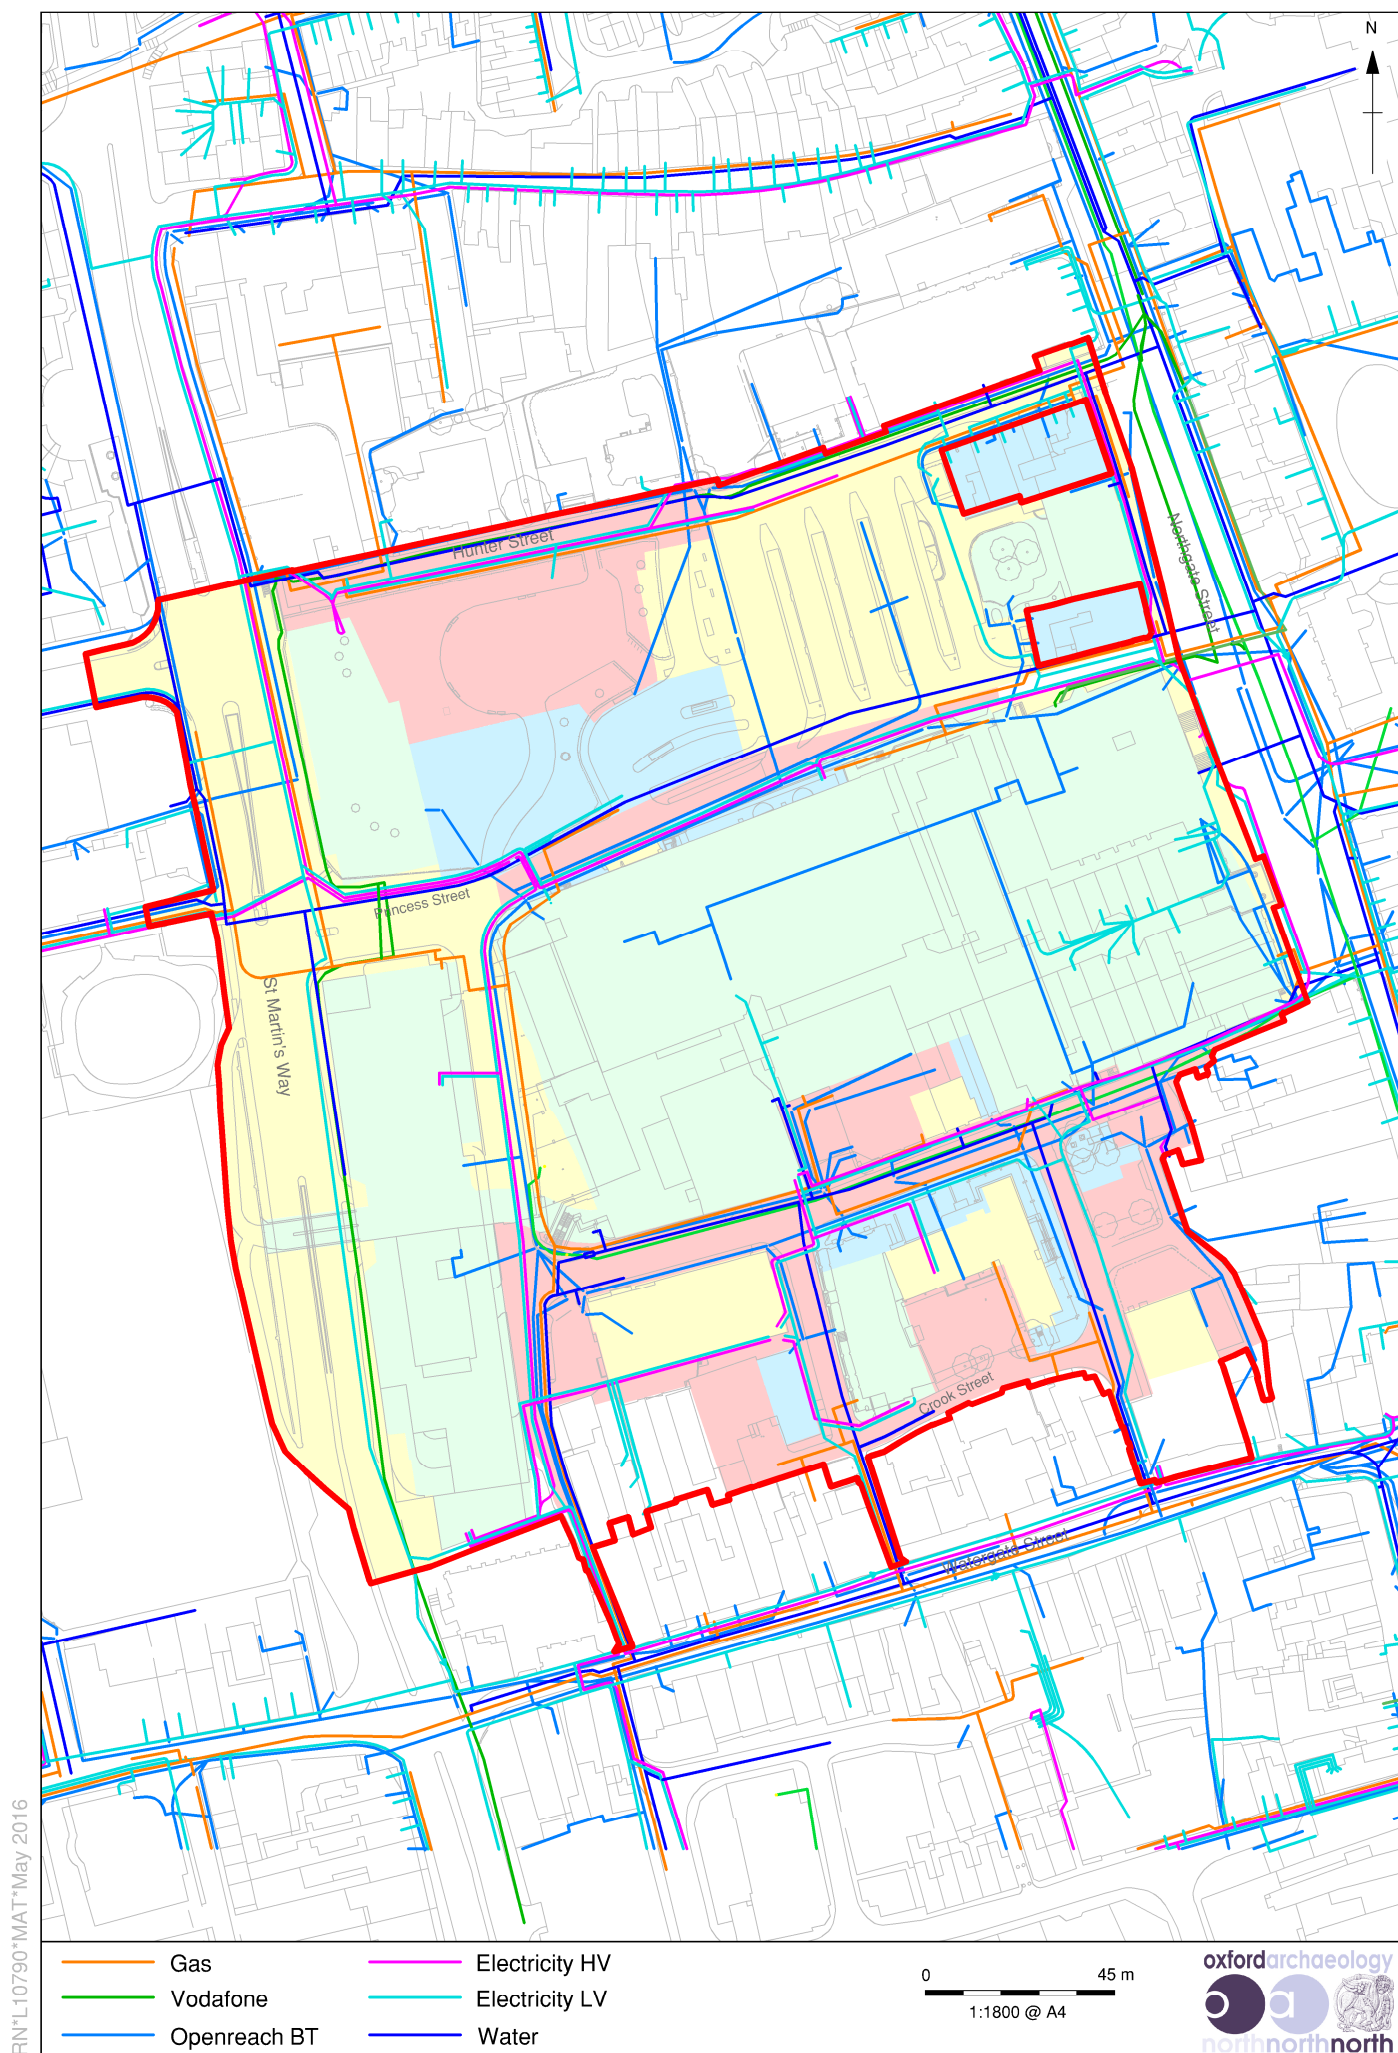 N
Hunter Street
Northgate Street
Princess Street
St Martin's Way
Crook Street
Watergate Street
RN*L10790*MAT*May 2016
Gas
Vodafone
Openreach BT
Electricity HV
Electricity LV
Water
0 45 m
1:1800 @ A4
oxfordarchaeology
o a
northnorthnorth